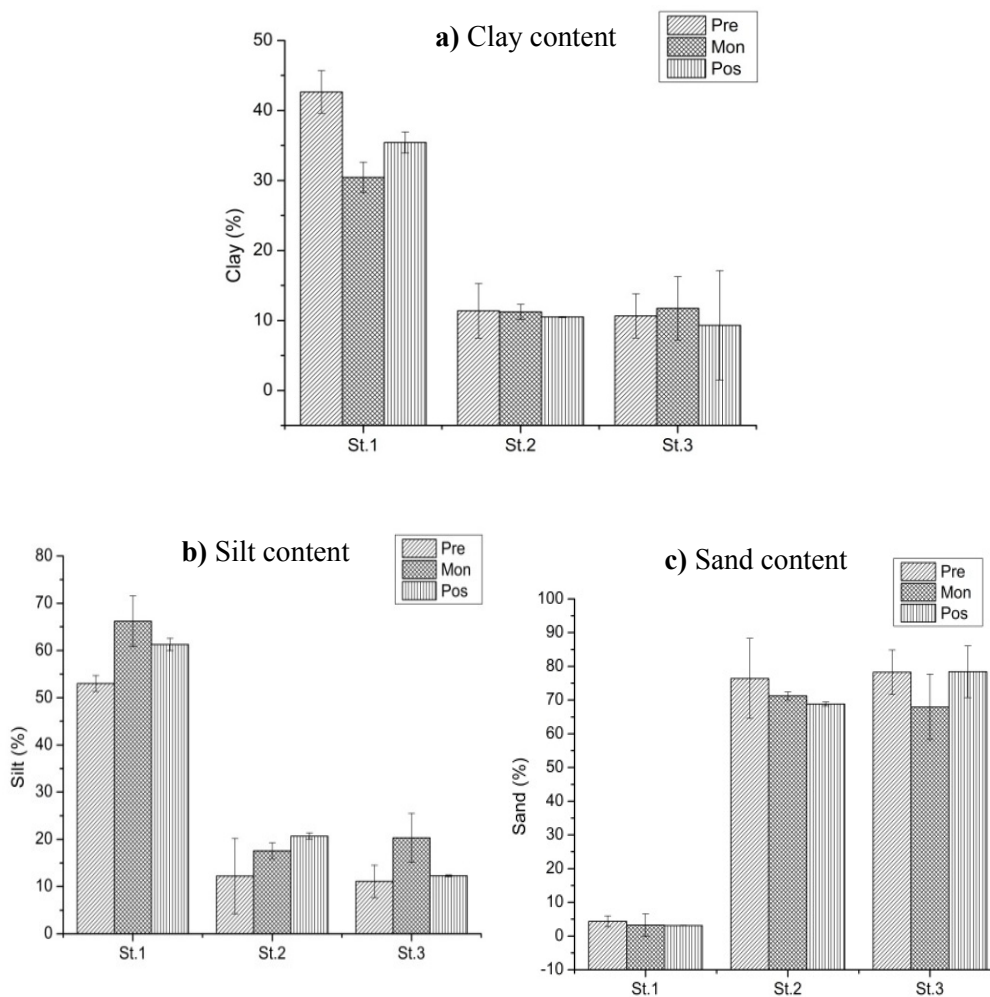 a) Clay content
Pre
Mon
Pos
50
40
30
20
10
0
Clay (%)
St.1
St.2
St.3
b) Silt content
Pre
Mon
Pos
80
70
60
50
40
30
20
10
0
Silt (%)
St.1
St.2
St.3
c) Sand content
Pre
Mon
Pos
100
90
80
70
60
50
40
30
20
10
0
-10
Sand (%)
St.1
St.2
St.3